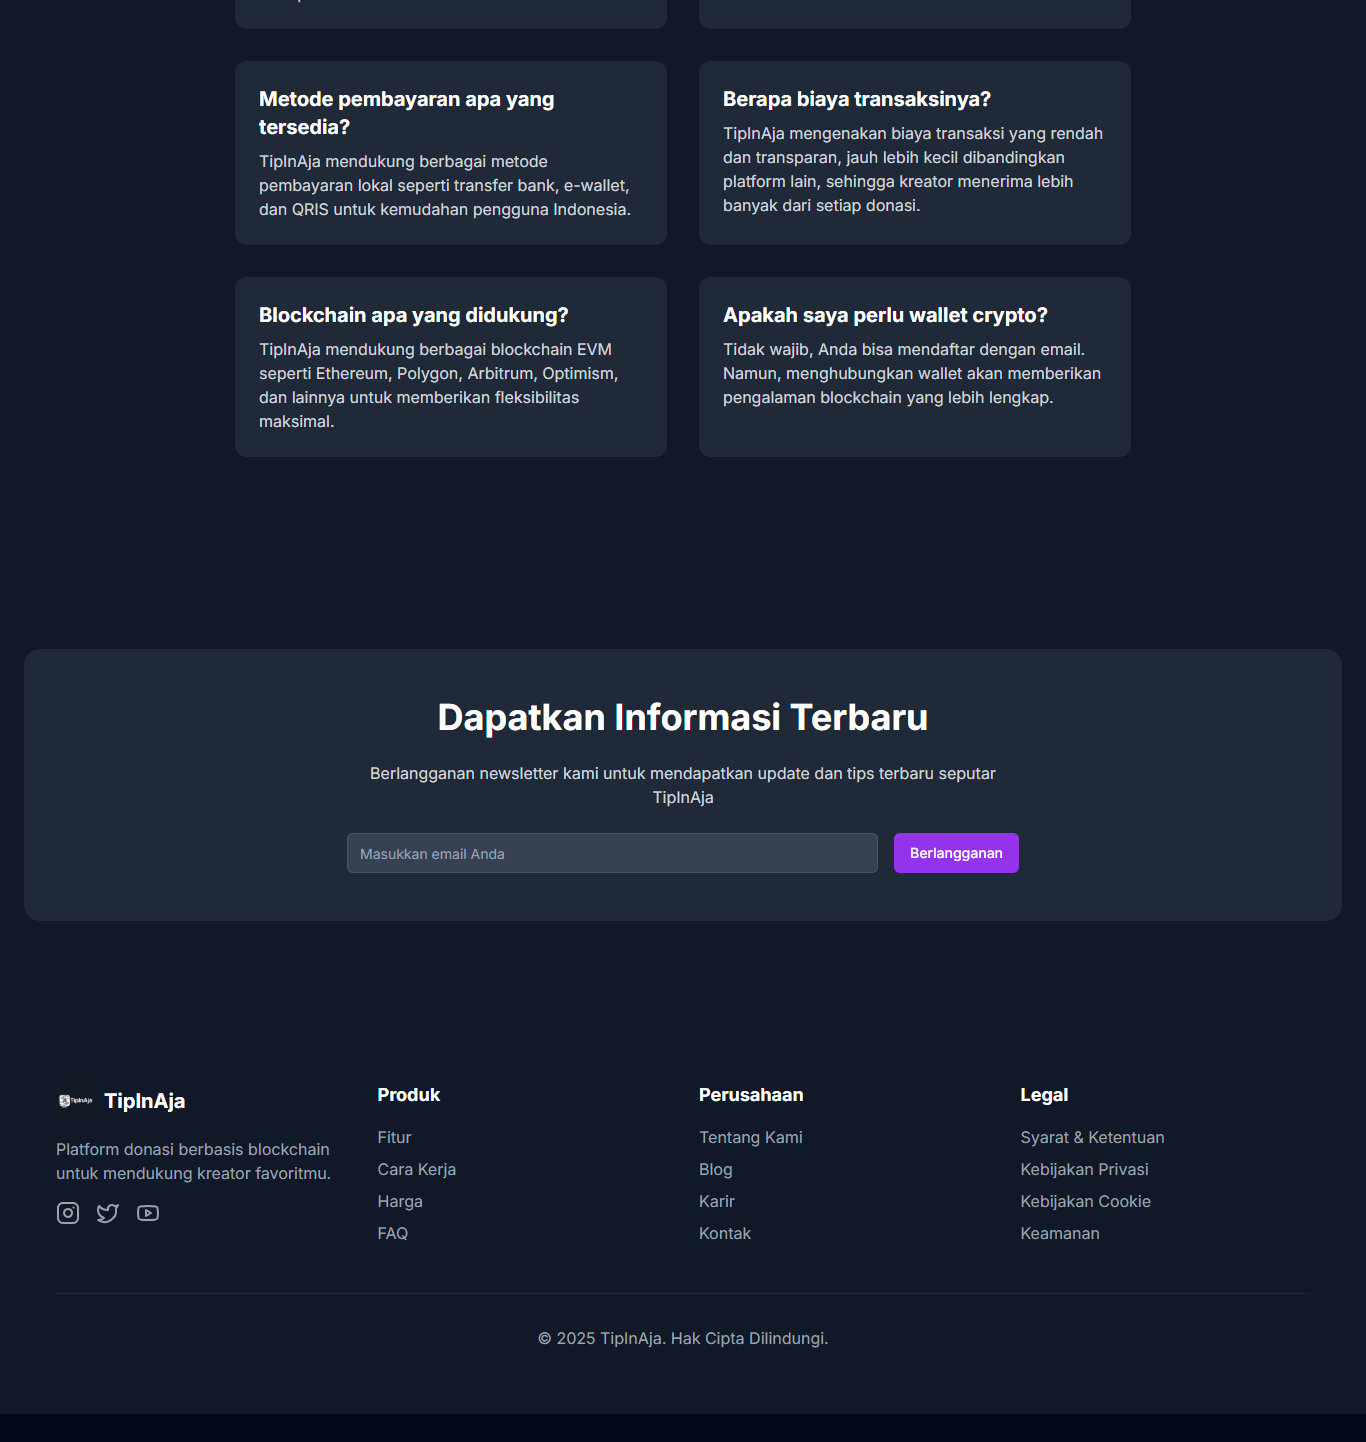 Metode pembayaran apa yang
tersedia?
TipInAja mendukung berbagai metode
pembayaran lokal seperti transfer bank, e-wallet,
dan QRIS untuk kemudahan pengguna Indonesia.
Berapa biaya transaksinya?
TipInAja mengenakan biaya transaksi yang rendah
dan transparan, jauh lebih kecil dibandingkan
platform lain, sehingga kreator menerima lebih
banyak dari setiap donasi.
Blockchain apa yang didukung?
TipInAja mendukung berbagai blockchain EVM
seperti Ethereum, Polygon, Arbitrum, Optimism,
dan lainnya untuk memberikan fleksibilitas
maksimal.
Apakah saya perlu wallet crypto?
Tidak wajib, Anda bisa mendaftar dengan email.
Namun, menghubungkan wallet akan memberikan
pengalaman blockchain yang lebih lengkap.
Dapatkan Informasi Terbaru
Berlangganan newsletter kami untuk mendapatkan update dan tips terbaru seputar
TipInAja
Masukkan email Anda
Berlangganan
TipInAja
TipInAja
Platform donasi berbasis blockchain
untuk mendukung kreator favoritmu.
Produk
Fitur
Cara Kerja
Harga
FAQ
Perusahaan
Tentang Kami
Blog
Karir
Kontak
Legal
Syarat & Ketentuan
Kebijakan Privasi
Kebijakan Cookie
Keamanan
© 2025 TipInAja. Hak Cipta Dilindungi.